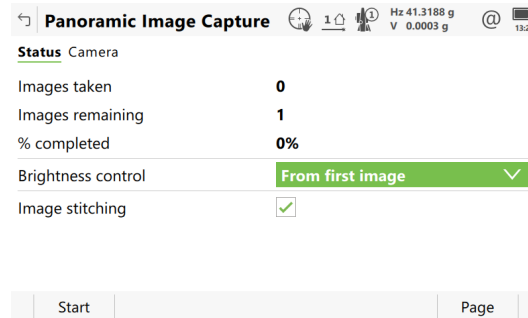 Panoramic Image Capture
1
1
Hz 41.3188 g
V 0.0003 g
@
Status Camera
Images taken 0
Images remaining 1
% completed 0%
Brightness control From first image
Image stitching
Start Page